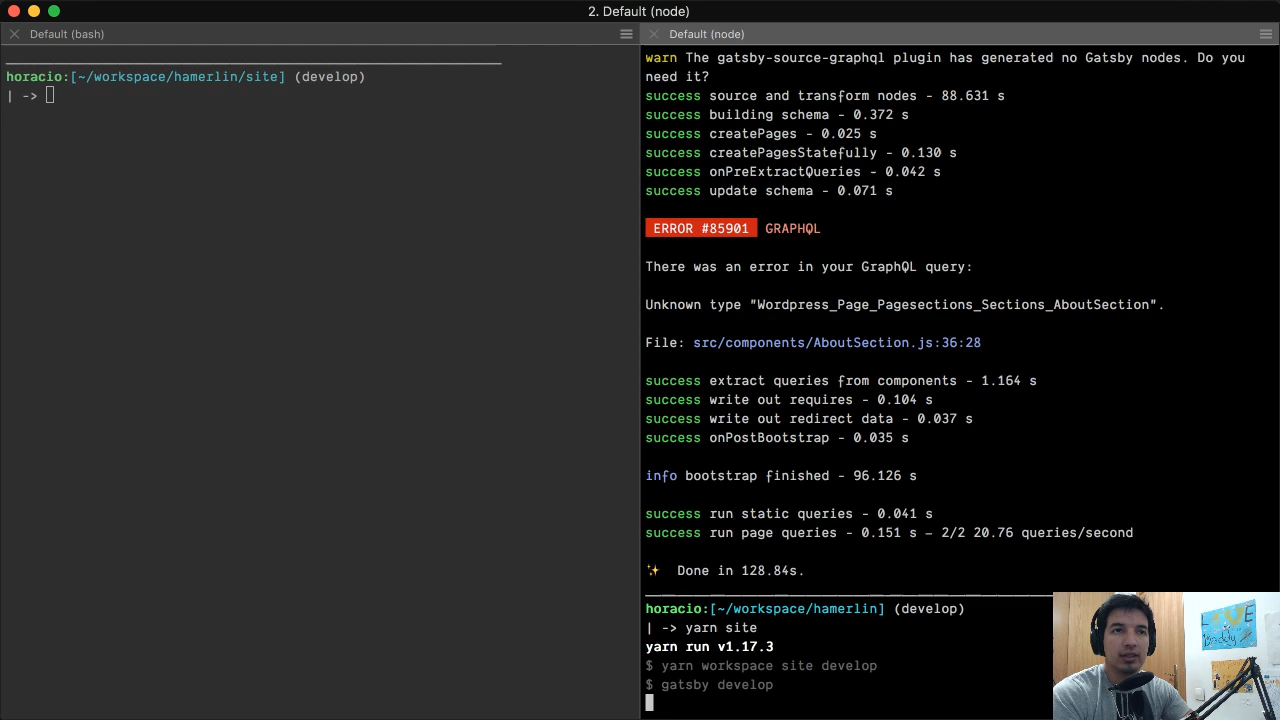 2. Default (node)
Default (bash)
horacio:[~/workspace/hamerlin/site] (develop)
| ->
Default (node)
warn The gatsby-source-graphql plugin has generated no Gatsby nodes. Do you
need it?
success source and transform nodes - 88.631 s
success building schema - 0.372 s
success createPages - 0.025 s
success createPagesStatefully - 0.130 s
success onPreExtractQueries - 0.042 s
success update schema - 0.071 s
ERROR #85901 GRAPHQL
There was an error in your GraphQL query:
Unknown type "Wordpress_Page_Pagesections_Sections_AboutSection".
File: src/components/AboutSection.js:36:28
success extract queries from components - 1.164 s
success write out requires - 0.104 s
success write out redirect data - 0.037 s
success onPostBootstrap - 0.035 s
info bootstrap finished - 96.126 s
success run static queries - 0.041 s
success run page queries - 0.151 s — 2/2 20.76 queries/second
✨ Done in 128.84s.
horacio:[~/workspace/hamerlin] (develop)
| -> yarn site
yarn run v1.17.3
$ yarn workspace site develop
$ gatsby develop